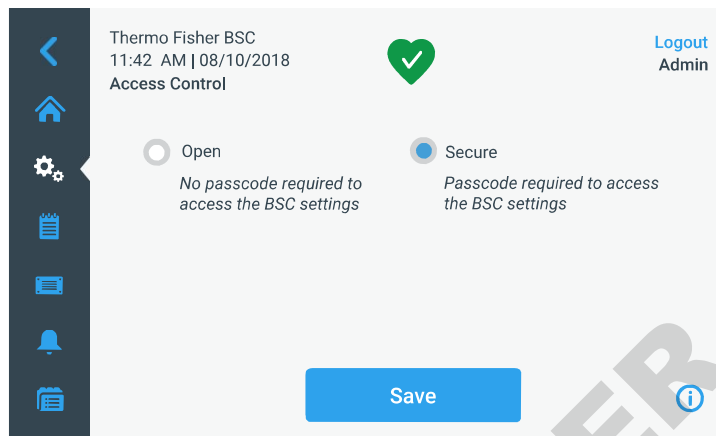 Thermo Fisher BSC
11:42 AM | 08/10/2018
Access Control
Logout
Admin
Open
No passcode required to
access the BSC settings
Secure
Passcode required to access
the BSC settings
Save